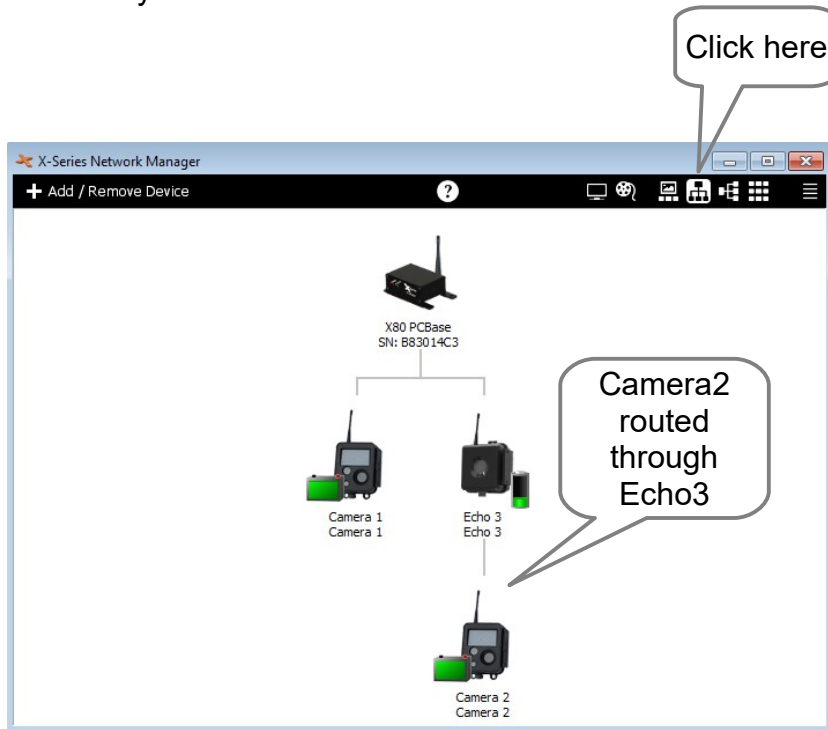 Click here
X-Series Network Manager
+ Add / Remove Device
?
X80 PCBase
SN: B83014C3
Camera2
routed
through
Echo3
Camera 1
Camera 1
Echo 3
Echo 3
Camera 2
Camera 2